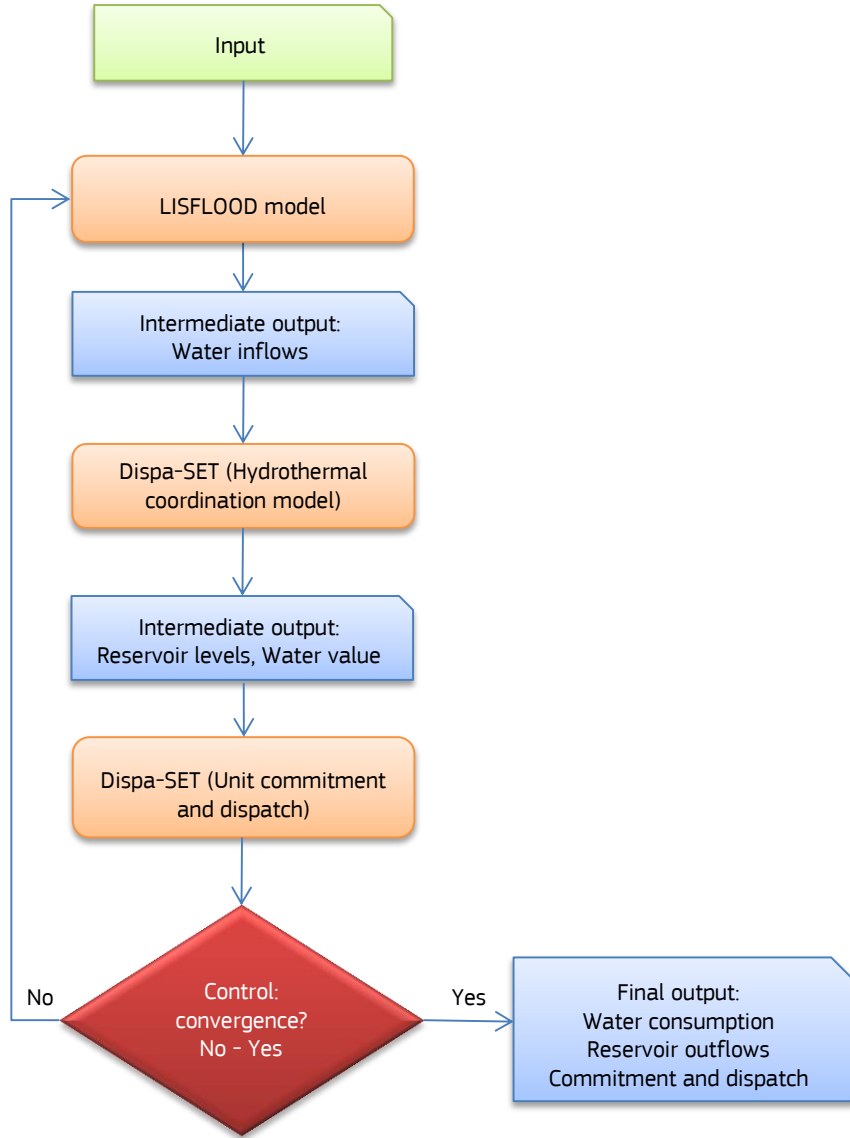 Input
LISFLOOD model
Intermediate output:
Water inflows
Dispa-SET (Hydrothermal
coordination model)
Intermediate output:
Reservoir levels, Water value
Dispa-SET (Unit commitment
and dispatch)
No
Control:
convergence?
No - Yes
Yes
Final output:
Water consumption
Reservoir outflows
Commitment and dispatch